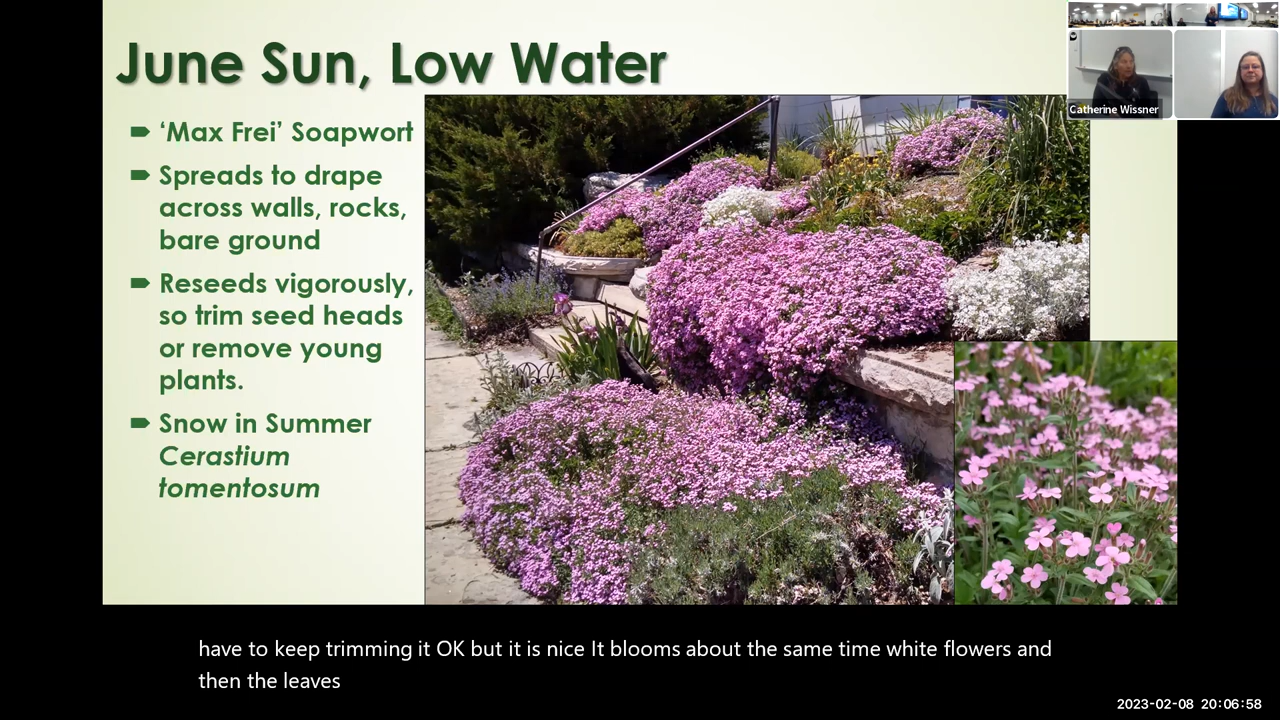 June Sun, Low Water
‘Max Frei’ Soapwort
Spreads to drape
across walls, rocks,
bare ground
Reseeds vigorously,
so trim seed heads
or remove young
plants.
Snow in Summer
Cerastium
tomentosum
Catherine Wissner
have to keep trimming it OK but it is nice It blooms about the same time white flowers and
then the leaves
2023-02-08 20:06:58